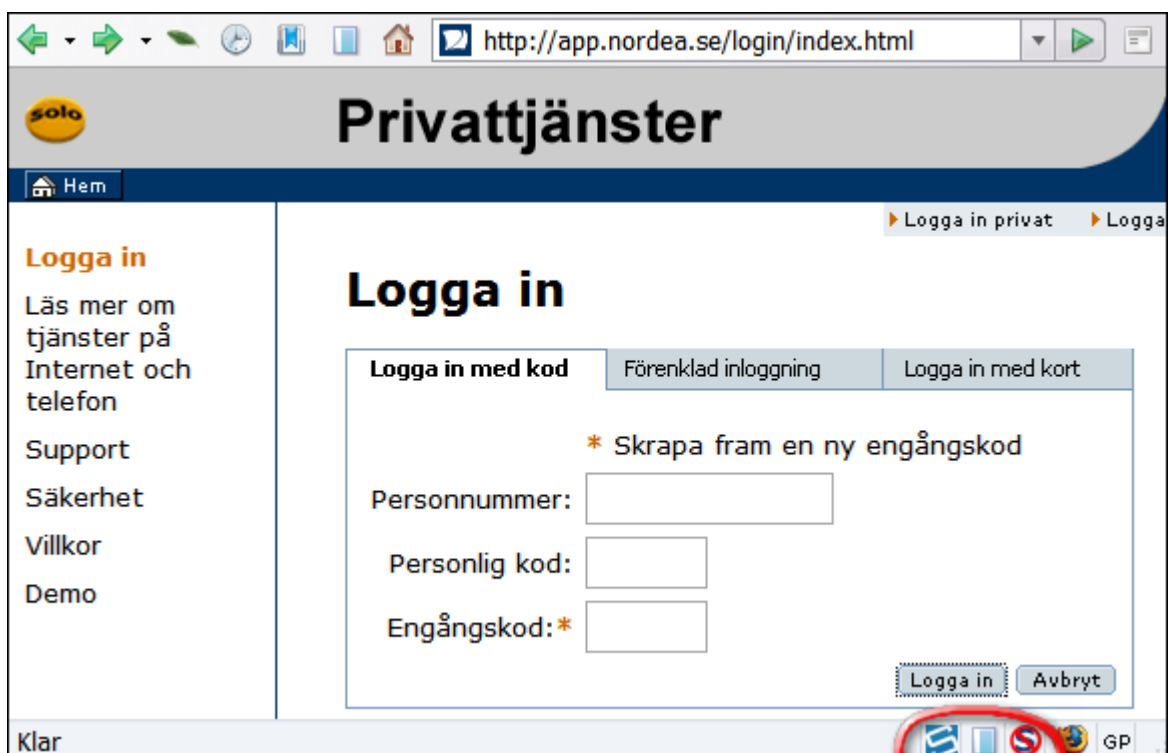 http://app.nordea.se/login/index.html
solo
Privattjänster
Hem
Logga in privat
Logga
Logga in
Läs mer om
tjänster på
Internet och
telefon
Support
Säkerhet
Villkor
Demo
Logga in
Logga in med kod
Förenklad inloggning
Logga in med kort
* Skrapa fram en ny engångskod
Personnummer:
Personlig kod:
Engångskod:*
Logga in
Avbryt
Klar
S
S
GP